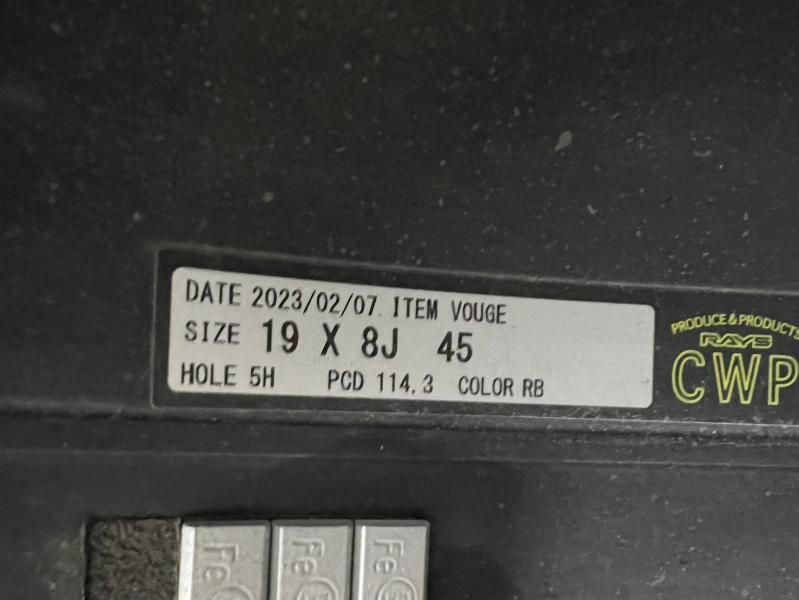 DATE 2023/02/07. ITEM VOUGE
SIZE 19 X 8J 45
HOLE 5H PCD 114.3 COLOR RB
PRODUCE & PRODUCTS
RAYS
CWP
Fe
Fe
Fe